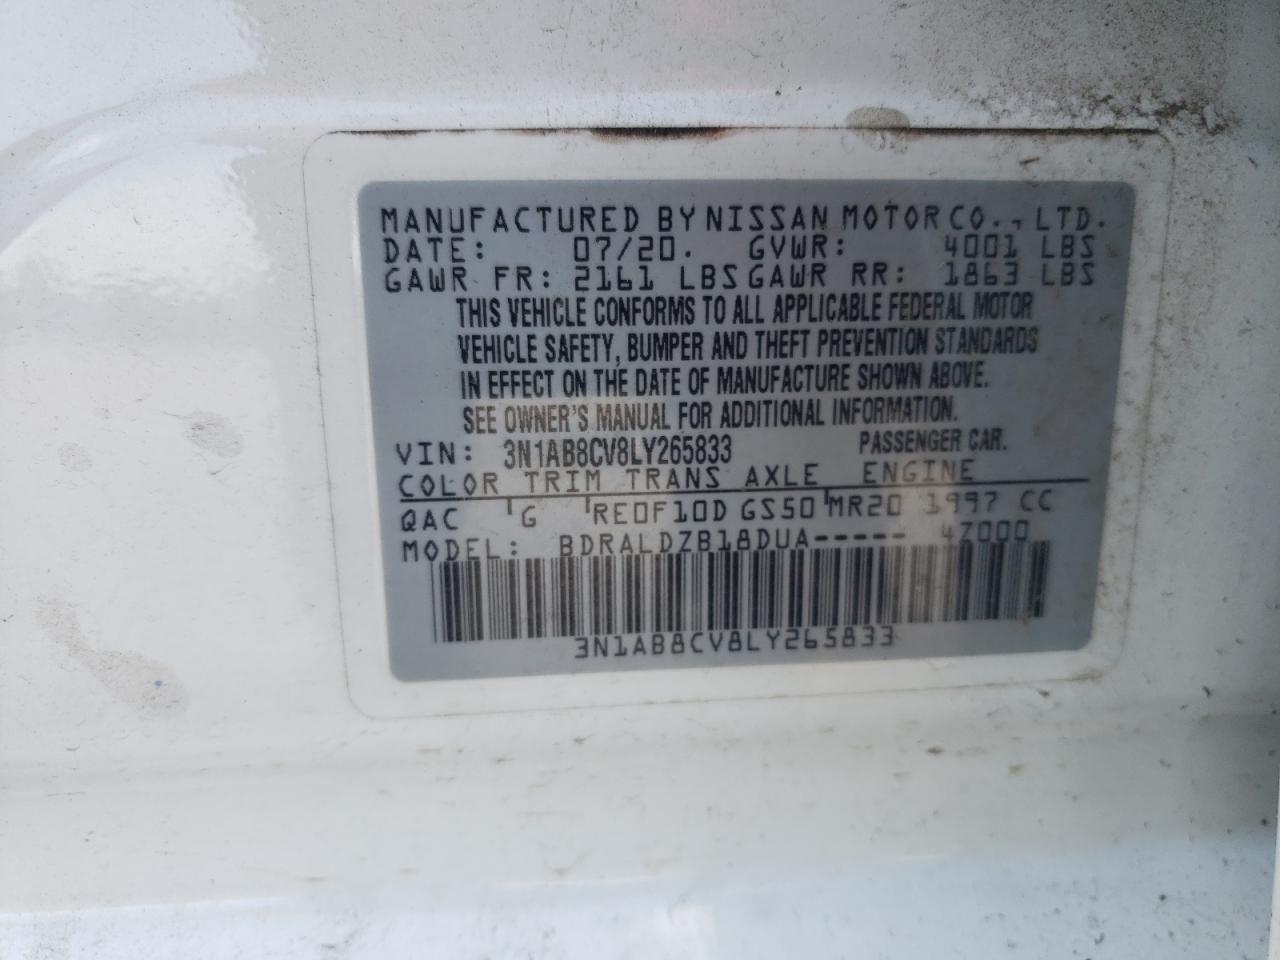 MANUFACTURED BY NISSAN MOTOR CO., LTD.
DATE: 07/20. GVWR: 4001 LBS
GAWR FR: 2161 LBS GAWR RR: 1863 LBS
THIS VEHICLE CONFORMS TO ALL APPLICABLE FEDERAL MOTOR
VEHICLE SAFETY, BUMPER AND THEFT PREVENTION STANDARDS
IN EFFECT ON THE DATE OF MANUFACTURE SHOWN ABOVE.
SEE OWNER'S MANUAL FOR ADDITIONAL INFORMATION.
VIN: 3N1AB8CV8LY265833 PASSENGER CAR.
COLOR TRIM TRANS AXLE ENGINE
QAC G RE0F10D GS50 MR20 1997 CC
MODEL: BDRALDZB18DUA----- 4Z000
3N1AB8CV8LY265833